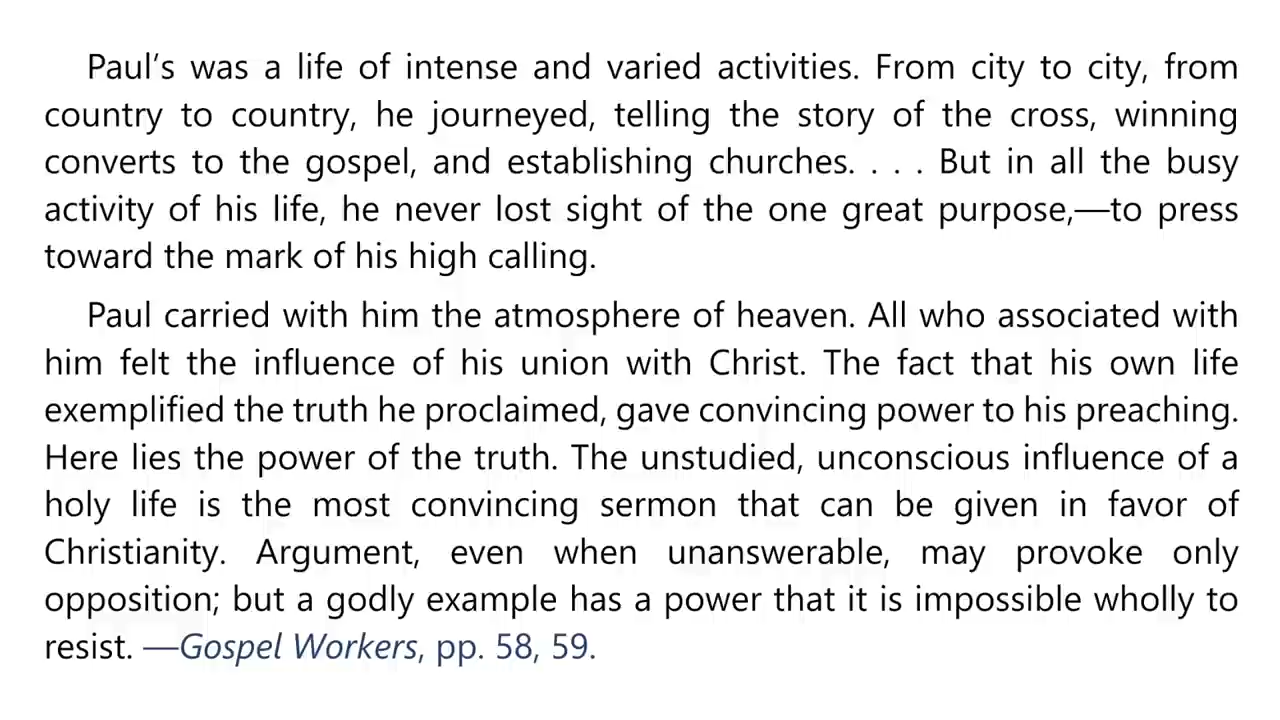 Paul’s was a life of intense and varied activities. From city to city, from
country to country, he journeyed, telling the story of the cross, winning
converts to the gospel, and establishing churches. . . . But in all the busy
activity of his life, he never lost sight of the one great purpose,—to press
toward the mark of his high calling.
Paul carried with him the atmosphere of heaven. All who associated with
him felt the influence of his union with Christ. The fact that his own life
exemplified the truth he proclaimed, gave convincing power to his preaching.
Here lies the power of the truth. The unstudied, unconscious influence of a
holy life is the most convincing sermon that can be given in favor of
Christianity. Argument, even when unanswerable, may provoke only
opposition; but a godly example has a power that it is impossible wholly to
resist. —Gospel Workers, pp. 58, 59.